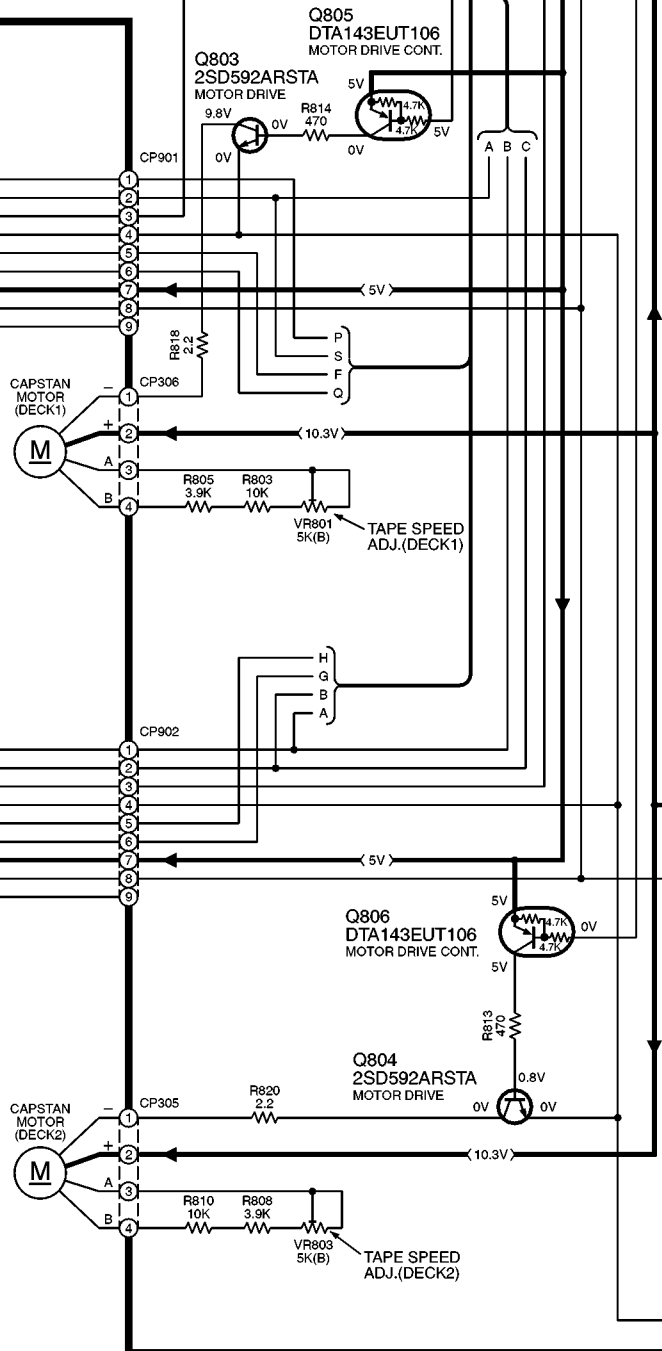 Q805
DTA143EUT106
MOTOR DRIVE CONT.
Q803
2SD592ARSTA
MOTOR DRIVE
5V
4.7K
9.8V
R814
470
0V
4.7K
5V
0V
0V
A B C
CP901
1
2
3
4
5
6
7
5V
8
9
R818
2.2
P
S
F
Q
CAPSTAN
MOTOR
(DECK1)
CP306
− 1
+ 2
10.3V
M
A 3
R805
3.9K
R803
10K
B 4
VR801
5K(B)
TAPE SPEED
ADJ.(DECK1)
H
G
B
A
CP902
1
2
3
4
5
6
7
5V
8
9
5V
Q806
DTA143EUT106
MOTOR DRIVE CONT.
4.7K
0V
4.7K
5V
R813
470
Q804
2SD592ARSTA
MOTOR DRIVE
0.8V
0V
0V
CAPSTAN
MOTOR
(DECK2)
CP305
− 1
R820
2.2
+ 2
10.3V
M
A 3
R810
10K
R808
3.9K
B 4
VR803
5K(B)
TAPE SPEED
ADJ.(DECK2)